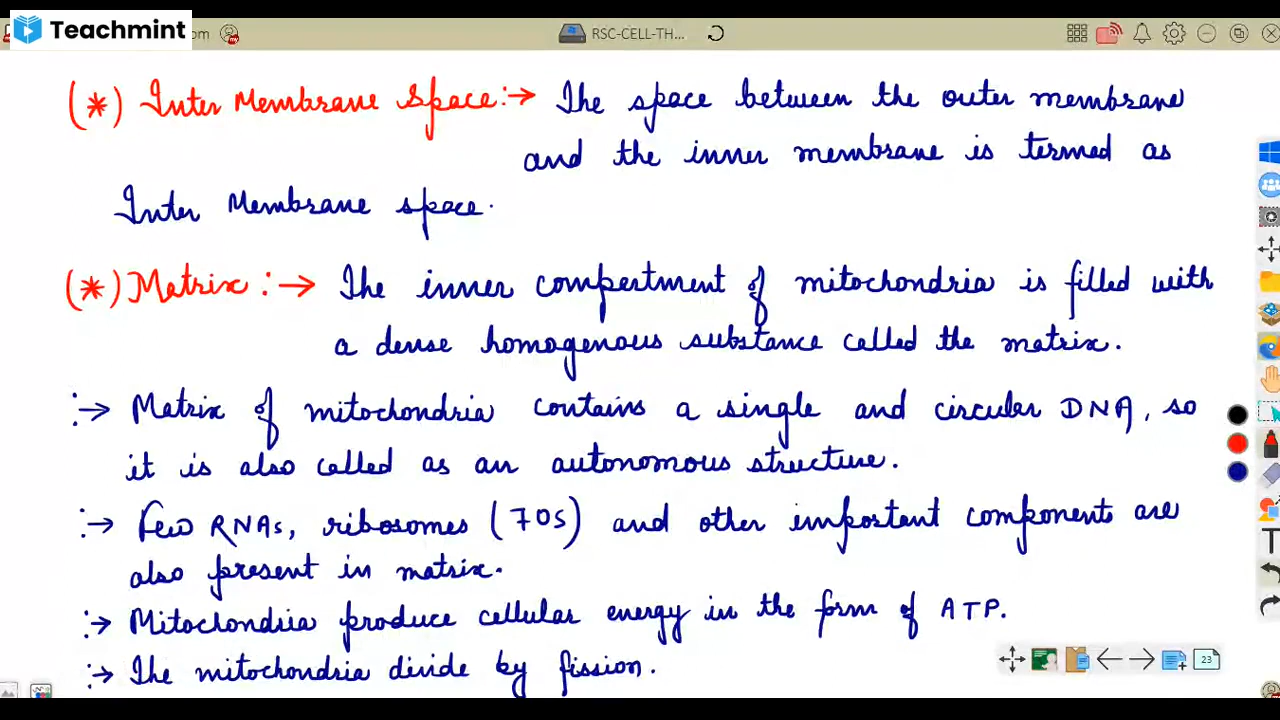 Teachmint
om
RSC-CELL-TH...
(*) Inter Membrane Space:→ The space between the outer membrane
and the inner membrane is termed as
Inter Membrane space.
(*) Matrix :→ The inner compartment of mitochondria is filled with
a dense homogenous substance called the matrix.
:→ Matrix of mitochondria contains a single and circular DNA, so
it is also called as an autonomous structure.
:→ Few RNAs, ribosomes (70S) and other important components are
also present in matrix.
:→ Mitochondria produce cellular energy in the form of ATP.
:→ The mitochondria divide by fission.
23